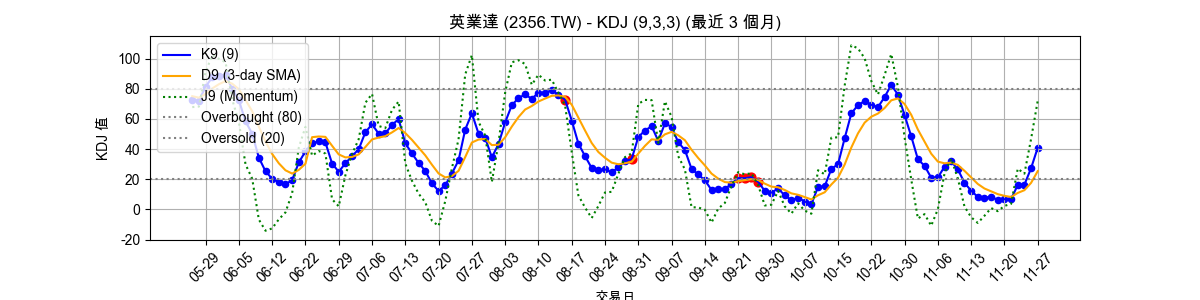 英業達 (2356.TW) - KDJ (9,3,3) (最近 3 個月)
K9 (9)
D9 (3-day SMA)
J9 (Momentum)
Overbought (80)
Oversold (20)
KDJ 值
100
80
60
40
20
0
-20
05-29 06-05 06-12 06-22 06-29 07-06 07-13 07-20 07-27 08-03 08-10 08-17 08-24 08-31 09-07 09-14 09-21 09-30 10-07 10-15 10-22 10-30 11-06 11-13 11-20 11-27
交易日